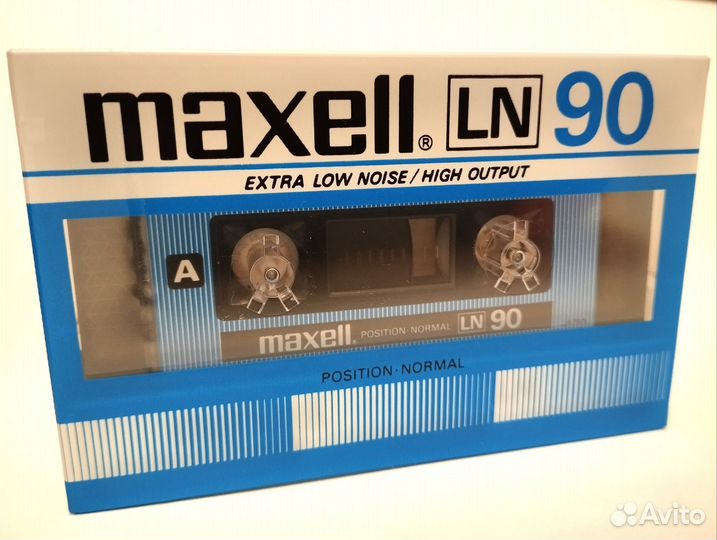 maxell® LN 90
EXTRA LOW NOISE/HIGH OUTPUT
A
maxell. POSITION·NORMAL LN 90
POSITION·NORMAL
Avito